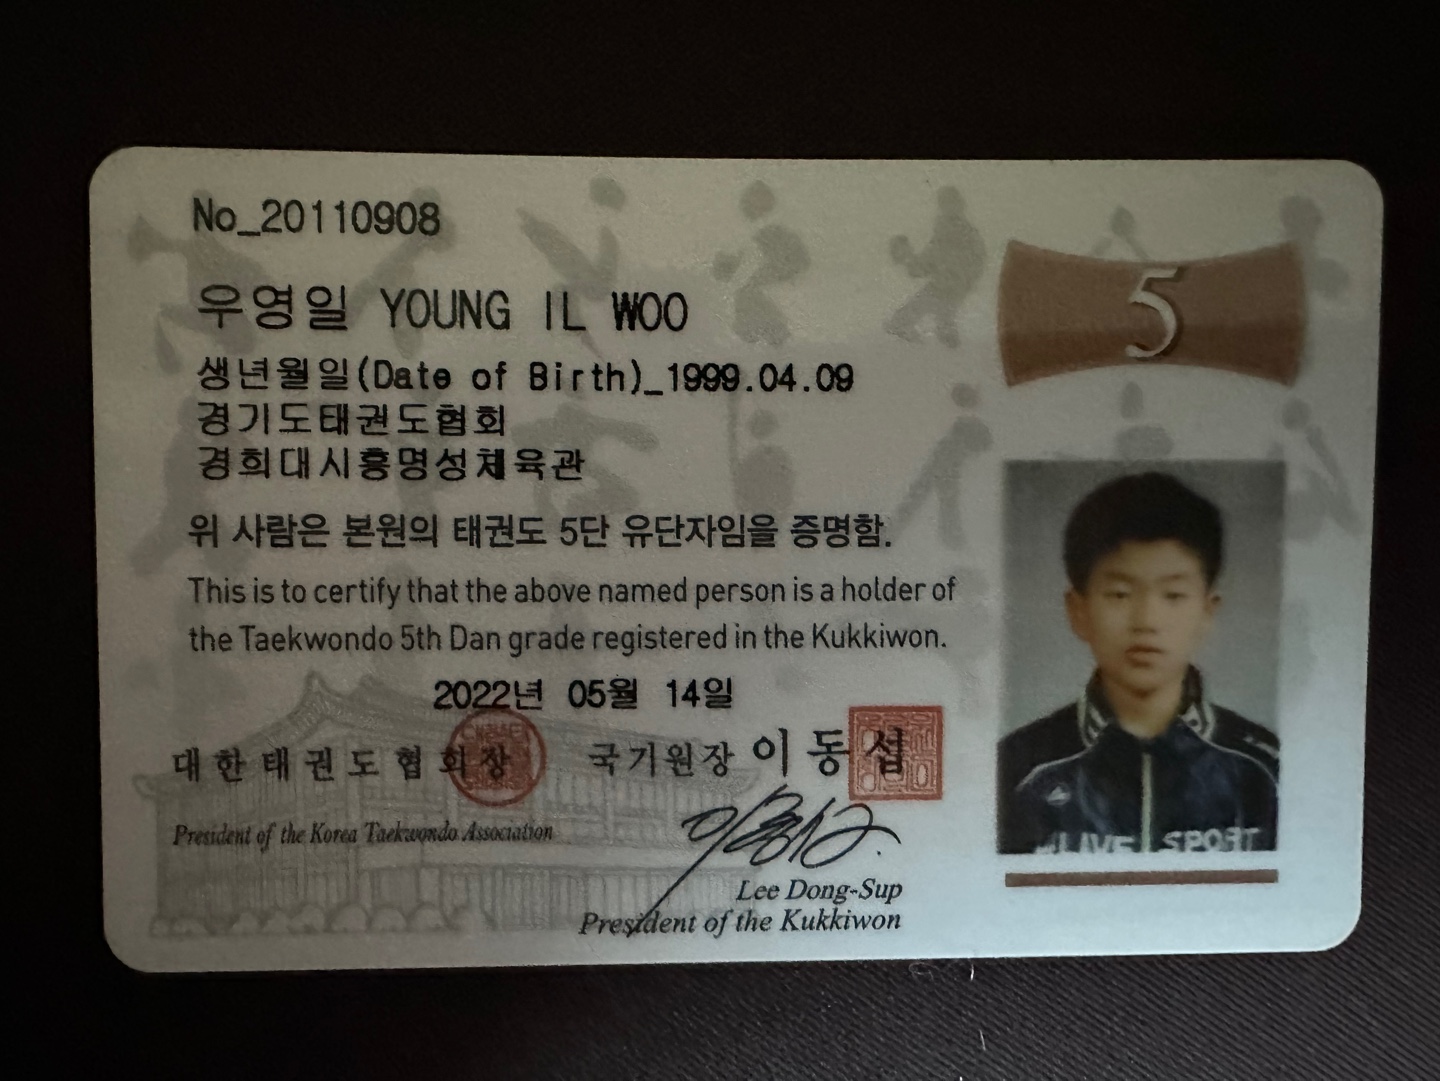 No_20110908
우영일 YOUNG IL WOO
생년월일(Date of Birth)_1999.04.09
경기도태권도협회
경희대시흥명성체육관
5
위 사람은 본원의 태권도 5단 유단자임을 증명함.
This is to certify that the above named person is a holder of
the Taekwondo 5th Dan grade registered in the Kukkiwon.
2022년 05월 14일
대한태권도협회장 국기원장 이동섭
President of the Korea Taekwondo Association
Lee Dong-Sup
President of the Kukkiwon
ALIVE SPORT